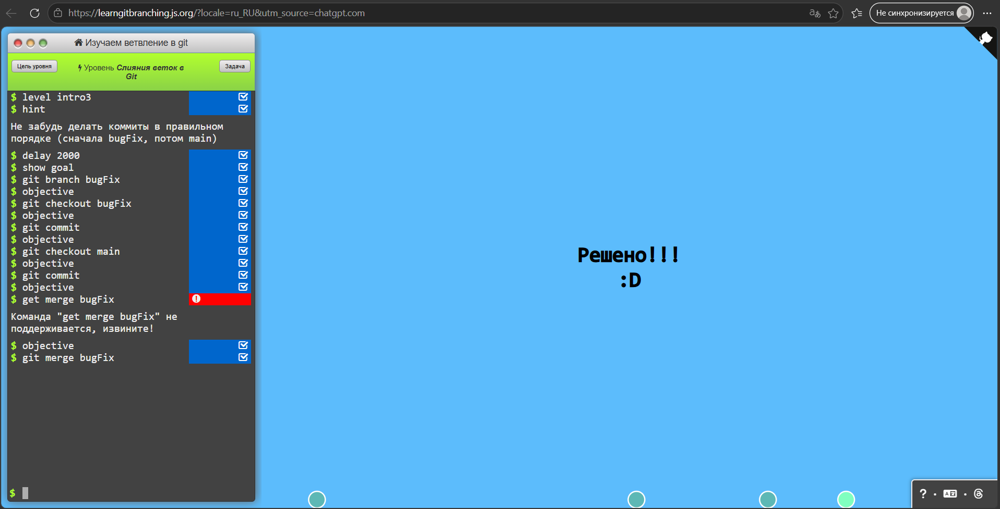 https://learngitbranching.js.org/?locale=ru_RU&utm_source=chatgpt.com
Не синхронизируется
Изучаем ветвление в git
Цель уровня
Уровень Слияния веток в
Git
Задача
$ level intro3
$ hint
Не забудь делать коммиты в правильном
порядке (сначала bugFix, потом main)
$ delay 2000
$ show goal
$ git branch bugFix
$ objective
$ git checkout bugFix
$ objective
$ git commit
$ objective
$ git checkout main
$ objective
$ git commit
$ objective
$ get merge bugFix
Команда "get merge bugFix" не
поддерживается, извините!
$ objective
$ git merge bugFix
$
Решено!!!
:D
?